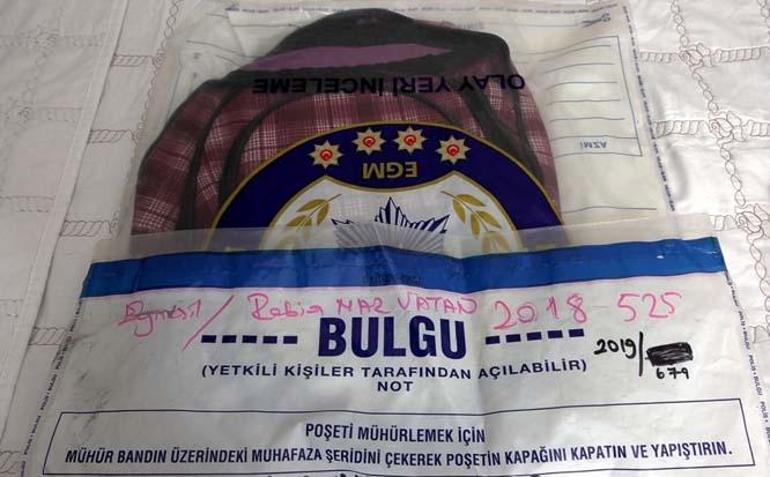 OLAY YERİ İNCELEME
EGM
Rabia NAZ VATAN 2018 525
BULGU
2019/
679
(YETKİLİ KİŞİLER TARAFINDAN AÇILABİLİR)
NOT
POŞETİ MÜHÜRLEMEK İÇİN
MÜHÜR BANDIN ÜZERİNDEKİ MUHAFAZA ŞERİDİNİ ÇEKEREK POŞETİN KAPAĞINI KAPATIN VE YAPIŞTIRIN.